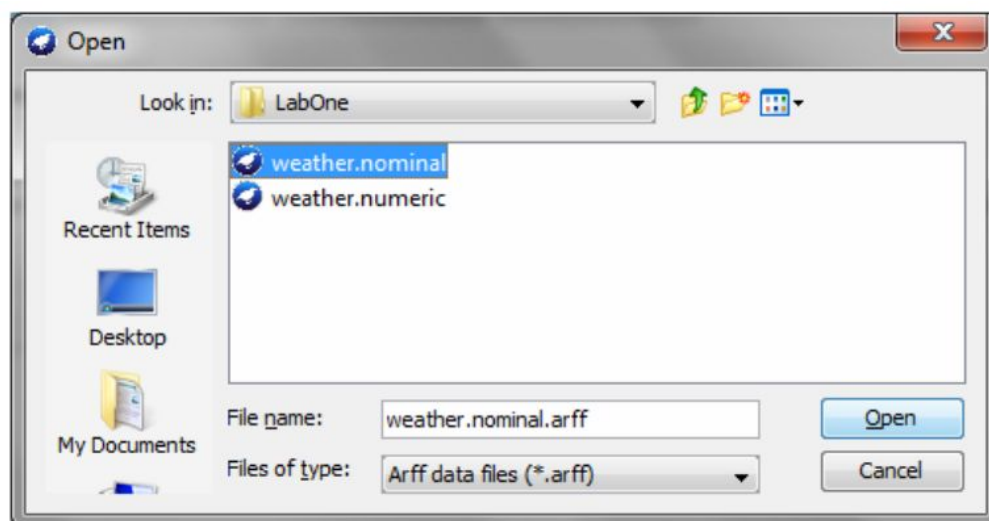 Open
Look in:
LabOne
weather.nominal
weather.numeric
Recent Items
Desktop
My Documents
File name:
weather.nominal.arff
Open
Files of type:
Arff data files (*.arff)
Cancel